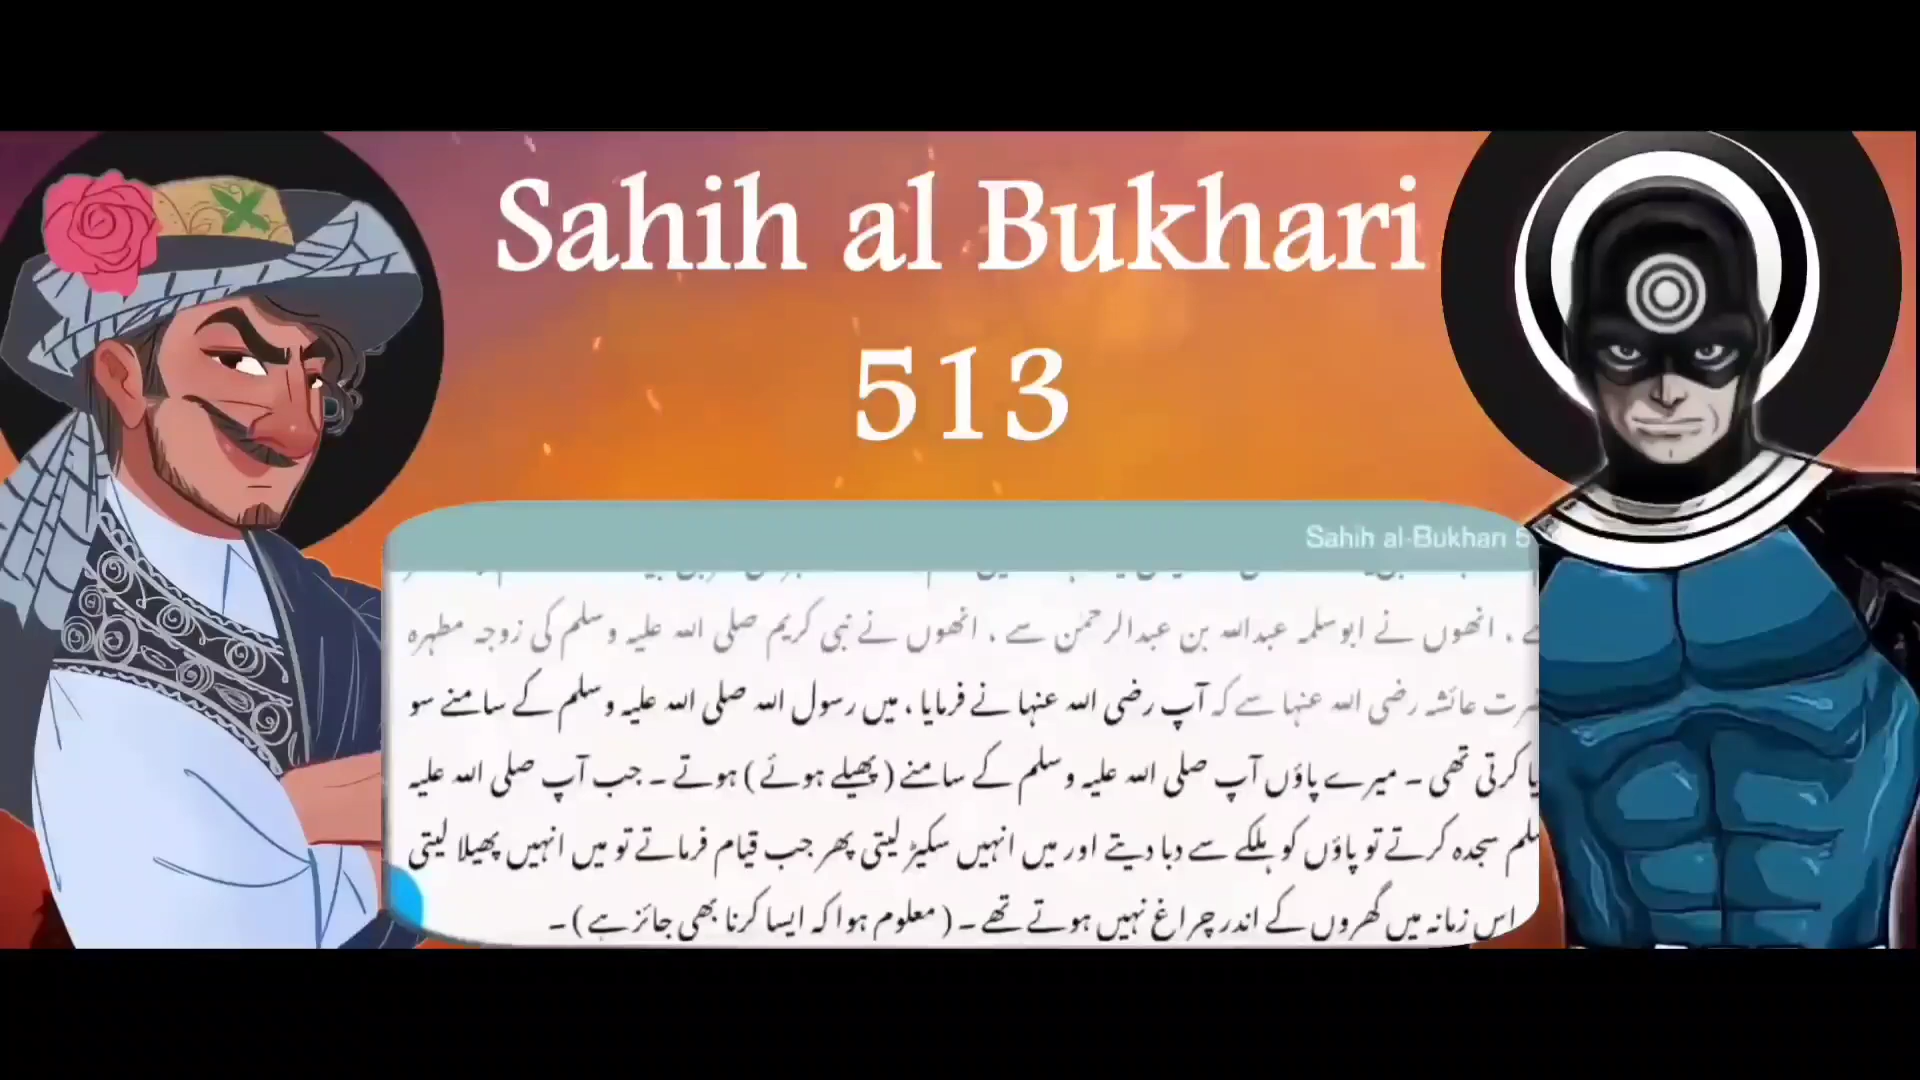 Sahih al Bukhari
513
Sahih al-Bukhari 5
، انھوں نے ابوسلمہ عبداللہ بن عبدالرحمٰن سے ، انھوں نے نبی کریم صلی اللہ علیہ وسلم کی زوجہ مطہرہ
عائشہ رضی اللہ عنہا سے کہ آپ رضی اللہ عنہا نے فرمایا ، میں رسول اللہ صلی اللہ علیہ وسلم کے سامنے سو
یا کرتی تھی ۔ میرے پاؤں آپ صلی اللہ علیہ وسلم کے سامنے ( پھیلے ہوئے ) ہوتے ۔ جب آپ صلی اللہ علیہ
سلم سجدہ کرتے تو پاؤں کو ہلکے سے دبا دیتے اور میں انہیں سکیڑ لیتی پھر جب قیام فرماتے تو میں انہیں پھیلا لیتی
اس زمانہ میں گھروں کے اندر چراغ نہیں ہوتے تھے ۔ ( معلوم ہوا کہ ایسا کرنا بھی جائز ہے ) ۔